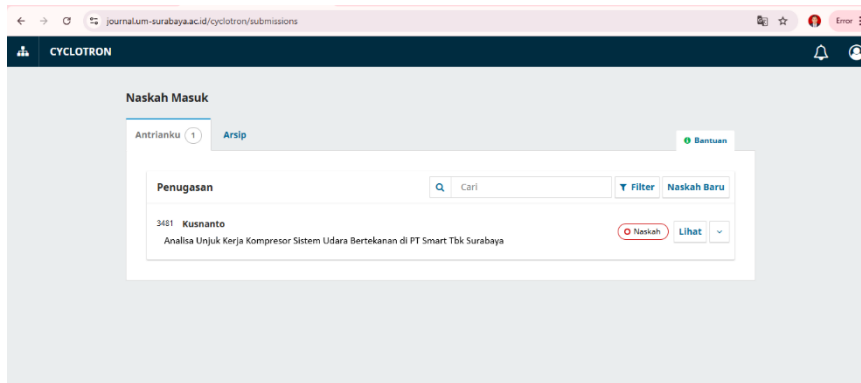 journal.um-surabaya.ac.id/cyclotron/submissions
Error
CYCLOTRON
Naskah Masuk
Antrianku 1 Arsip
Bantuan
Penugasan Cari Filter Naskah Baru
3481 Kusnanto
Analisa Unjuk Kerja Kompresor Sistem Udara Bertekanan di PT Smart Tbk Surabaya
Naskah Lihat